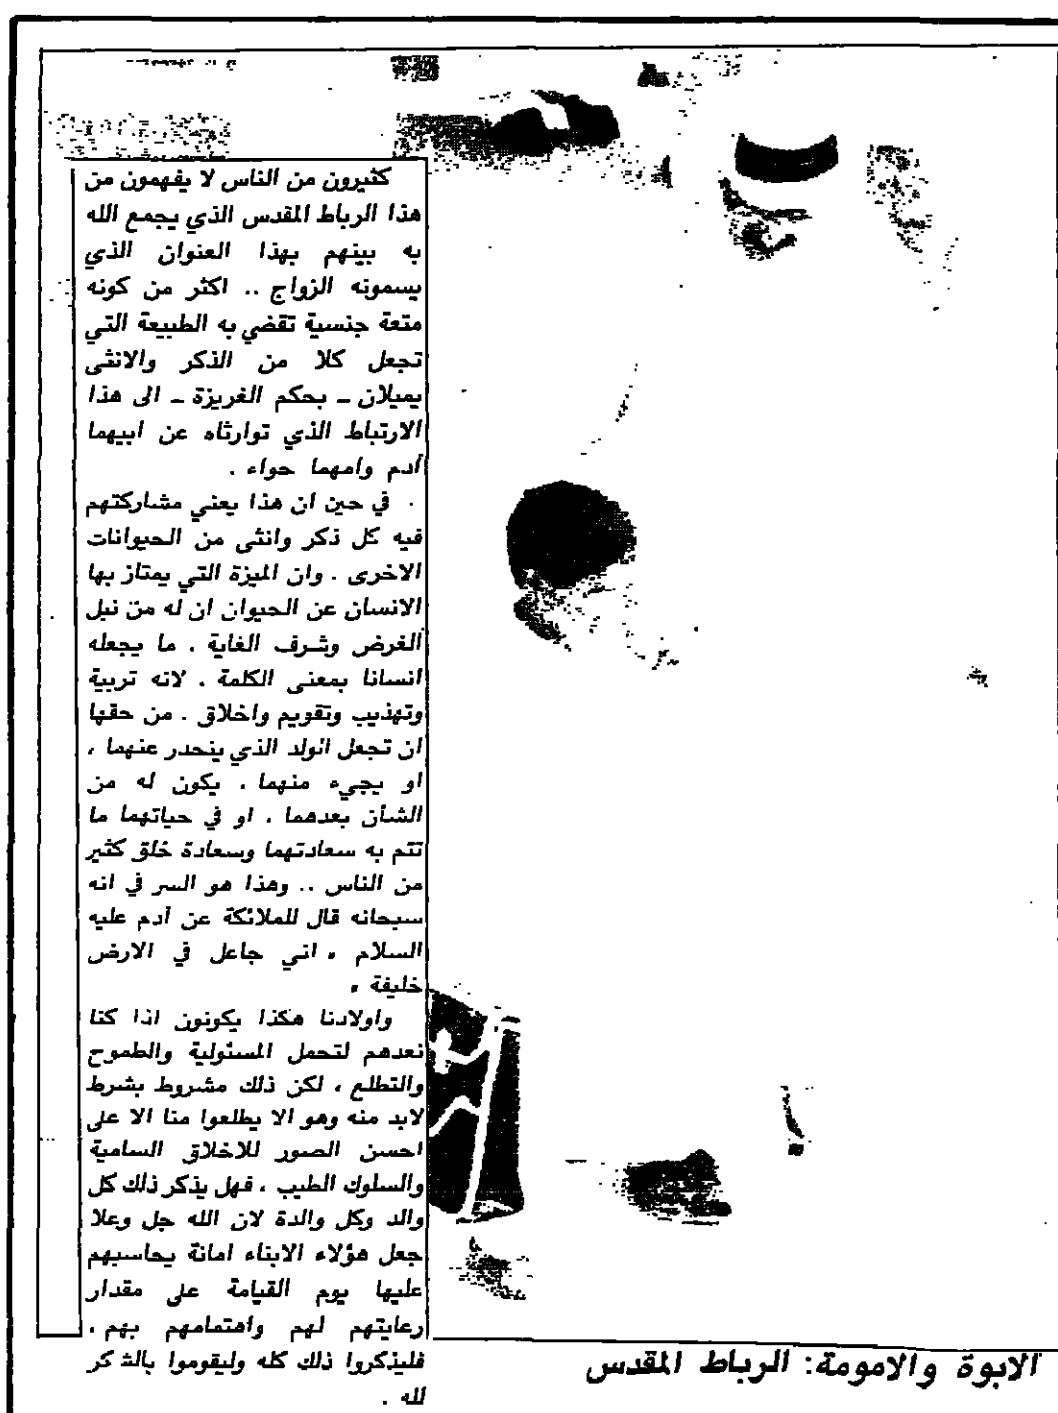 كثيرون من الناس لا يفهمون من
هذا الرباط المقدس الذي يجمع الله
به بينهم بهذا العنوان الذي
يسمونه الزواج .. اكثر من كونه
متعة جنسية تقضي به الطبيعة التي
تجعل كلا من الذكر والانثى
يميلان ـ بحكم الغريزة ـ الى هذا
الارتباط الذي توارثاه عن ابيهما
أدم وامهما حواء .
في حين ان هذا يعني مشاركتهم
فيه كل ذكر وانثى من الحيوانات
الاخرى . وان الميزة التي يمتاز بها
الانسان عن الحيوان ان له من نبل
الغرض وشرف الغاية . ما يجعله
انسانا بمعنى الكلمة . لانه تربية
وتهذيب وتقويم واخلاق . من حقها
ان تجعل الولد الذي ينحدر عنهما ،
او يجيء منهما ، يكون له من
الشأن بعدهما . او في حياتهما ما
تتم به سعادتهما وسعادة خلق كثير
من الناس .. وهذا هو السر في انه
سبحانه قال للملائكة عن أدم عليه
السلام « اني جاعل في الارض
خليفة »
واولادنا هكذا يكونون اذا كنا
نعدهم لتحمل المسئولية والطموح
والتطلع ، لكن ذلك مشروط بشرط
لابد منه وهو الا يطلعوا منا الا على
احسن الصور للاخلاق السامية
والسلوك الطيب ، فهل يذكر ذلك كل
والد وكل والدة لان الله جل وعلا
جعل هؤلاء الابناء امانة يحاسبهم
عليها يوم القيامة على مقدار
رعايتهم لهم واهتمامهم بهم .
فليذكروا ذلك كله وليقوموا بالشكر
لله .
الابوة والامومة: الرباط المقدس